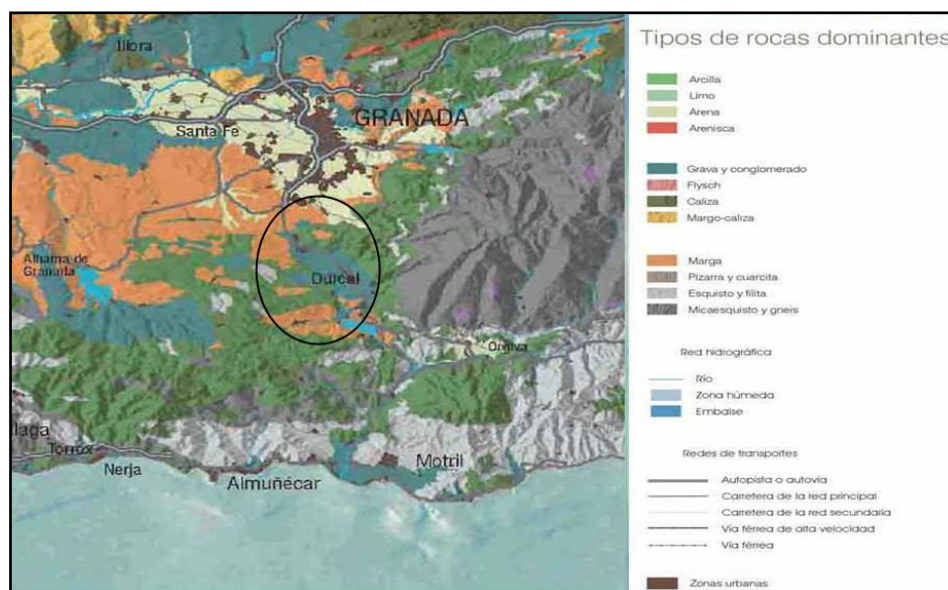 Illora
GRANADA
Santa Fe
Alhama de
Granada
Durcal
Orgiva
laga
Torrox
Nerja
Almuñécar
Motril
Tipos de rocas dominantes
Arcilla
Limo
Arena
Arenisca
Grava y conglomerado
Flysch
Caliza
Margo-caliza
Marga
Pizarra y cuarcita
Esquisto y filita
Micaesquisto y gneis
Red hidrográfica
Río
Zona húmeda
Embalse
Redes de transportes
Autopista o autovía
Carretera de la red principal
Carretera de la red secundaria
Vía férrea de alta velocidad
Vía férrea
Zonas urbanas